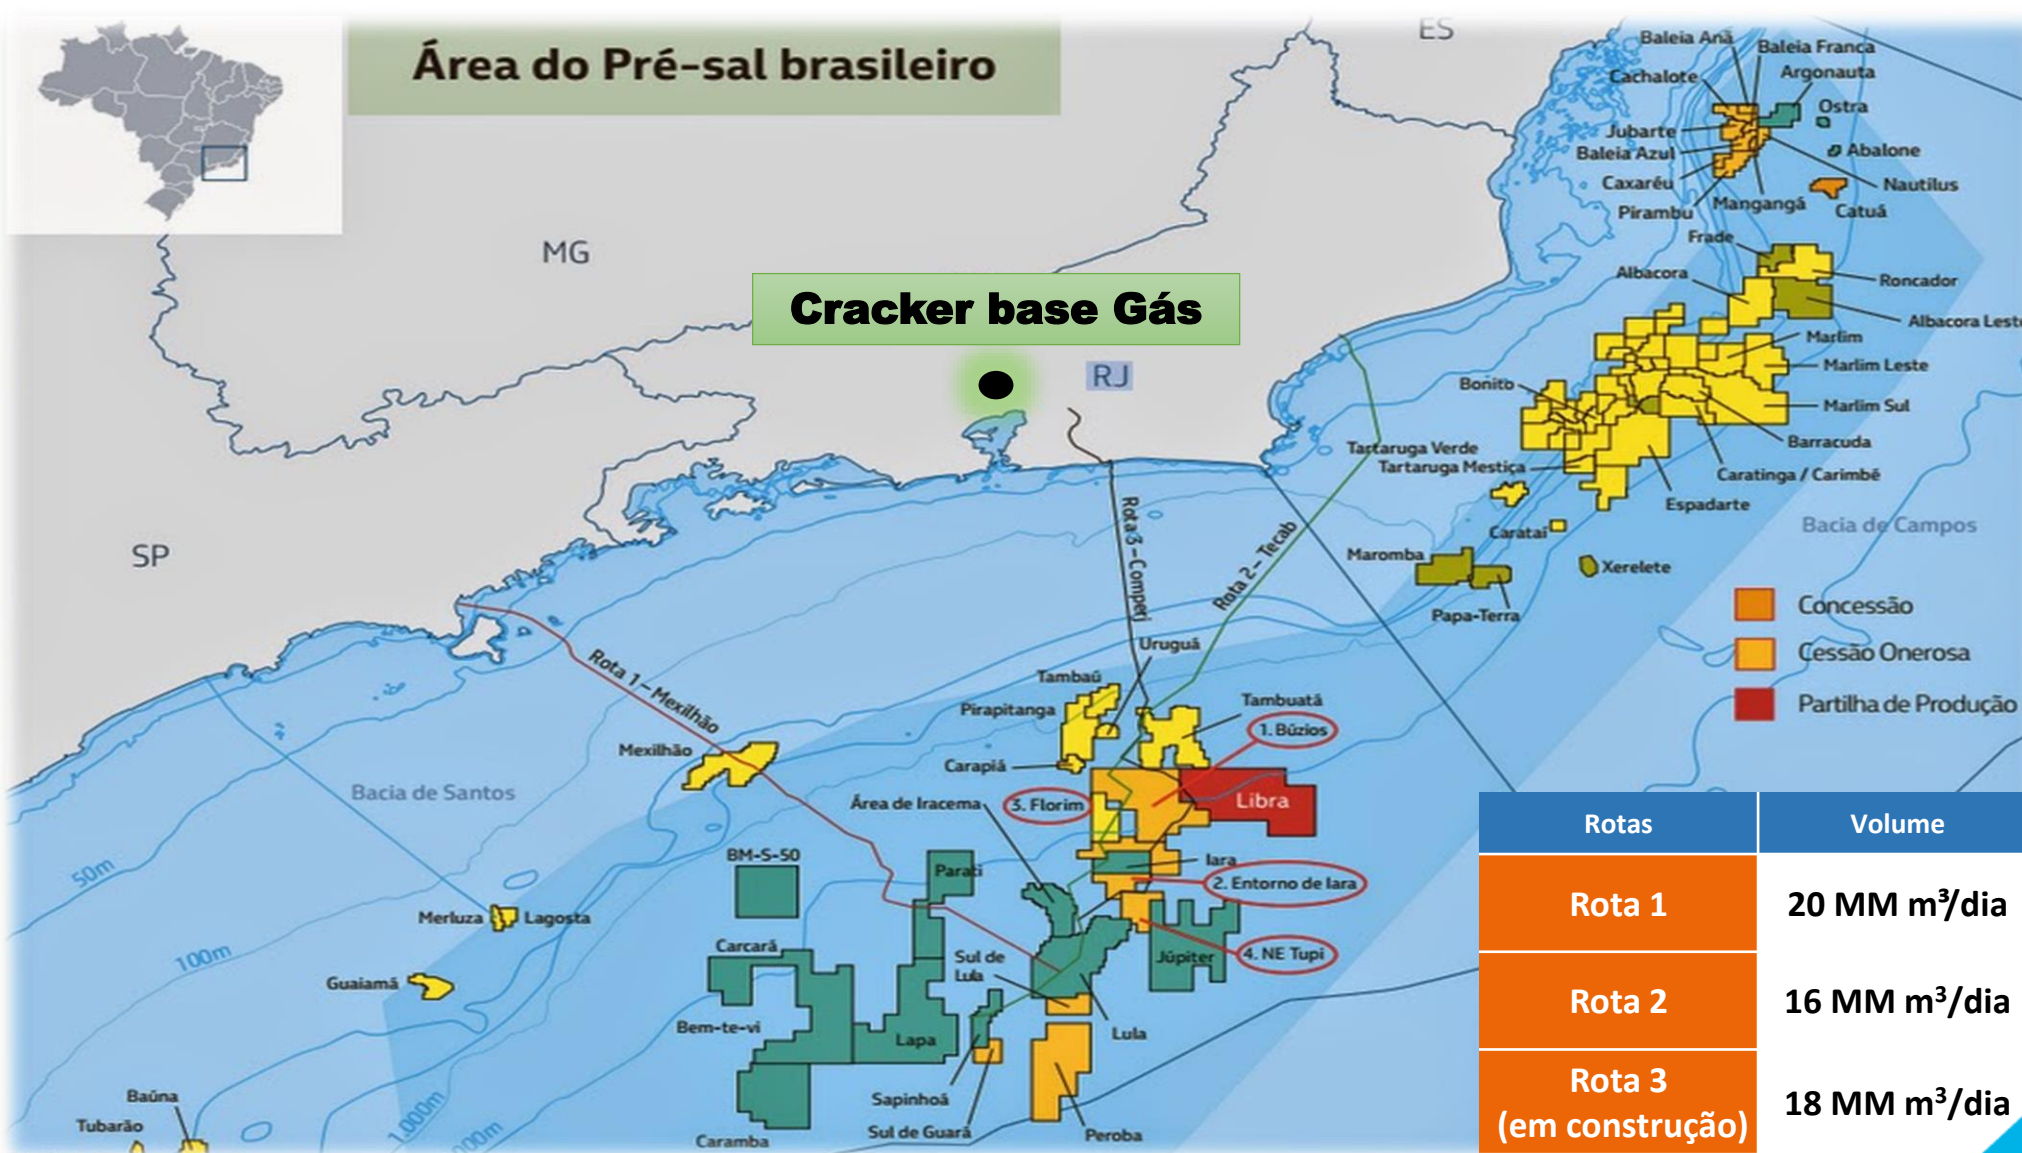 Área do Pré-sal brasileiro
ES
MG
SP
RJ
Cracker base Gás
Baleia Anã
Baleia Franca
Cachalote
Argonauta
Ostra
Jubarte
Baleia Azul
Abalone
Caxaréu
Nautilus
Pirambu
Mangangá
Catuá
Frade
Albacora
Roncador
Albacora Leste
Marlim
Marlim Leste
Bonito
Marlim Sul
Barracuda
Tartaruga Verde
Tartaruga Mestiça
Caratinga / Carimbé
Espadarte
Bacia de Campos
Caratai
Maromba
Xerelete
Papa-Terra
Concessão
Cessão Onerosa
Partilha de Produção
Rota 3 - Comperj
Rota 2 - Tecab
Rota 1 - Mexilhão
Uruguá
Tambaú
Pirapitanga
Tambuatá
1. Búzios
Mexilhão
Carapiá
Bacia de Santos
Área de Iracema
3. Florim
Libra
50m
BM-S-50
Parati
Iara
2. Entorno de Iara
Merluza
Lagosta
100m
Carcará
Sul de
Lula
Júpiter
4. NE Tupi
Guaiamá
Bem-te-vi
Lapa
Lula
Baúna
Tubarão
1.000m
Sapinhoá
Sul de Guará
Peroba
Caramba
Rotas Volume
Rota 1 20 MM m³/dia
Rota 2 16 MM m³/dia
Rota 3
(em construção) 18 MM m³/dia